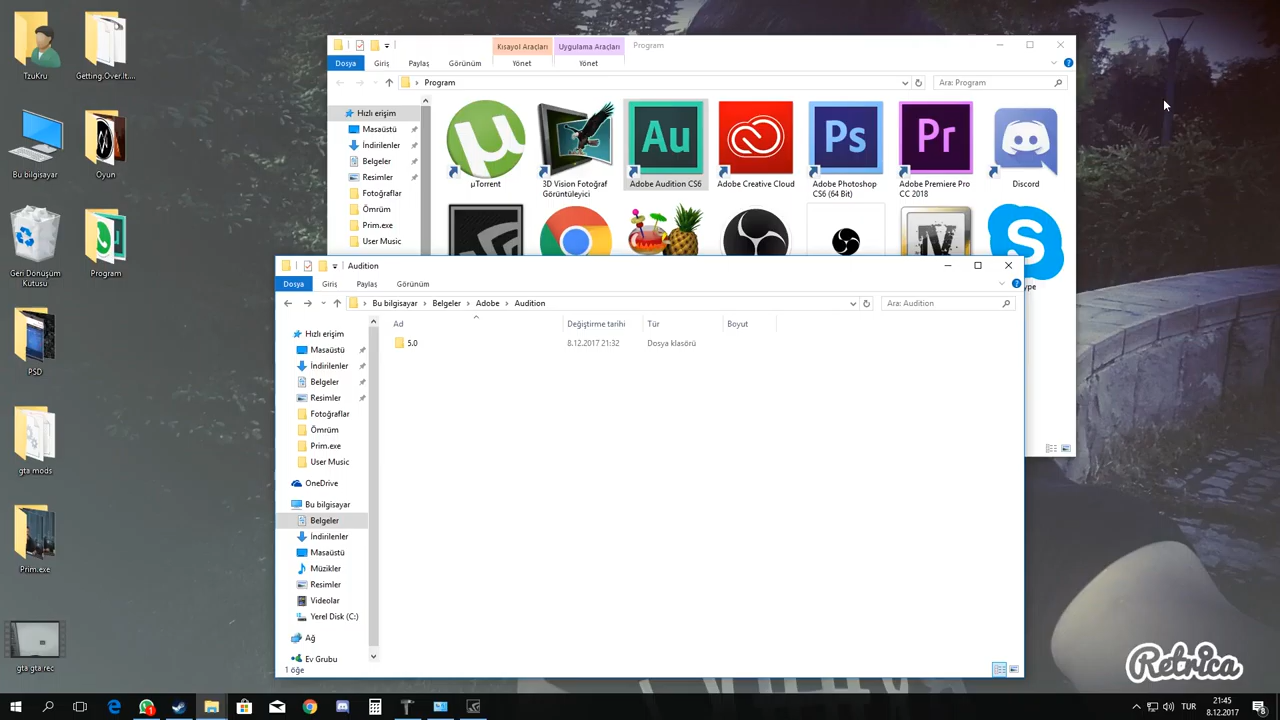 TzuKru
Getting.Over.It....
Bu bilgisayar
Oyun
Geri Dönüşüm
Kutusu
Program
PSD
gta mods
Prim.exe
gta gta rec
Kısayol Araçları
Uygulama Araçları
Program
Dosya
Giriş
Paylaş
Görünüm
Yönet
Yönet
Program
Ara: Program
Hızlı erişim
Masaüstü
İndirilenler
Belgeler
Resimler
Fotoğraflar
Ömrüm
Prim.exe
User Music
µ
Au
Ps
Pr
µTorrent
3D Vision Fotoğraf
Görüntüleyici
Adobe Audition CS6
Adobe Creative Cloud
Adobe Photoshop
CS6 (64 Bit)
Adobe Premiere Pro
CC 2018
Discord
Audition
Dosya
Giriş
Paylaş
Görünüm
Bu bilgisayar
Belgeler
Adobe
Audition
Ara: Audition
Ad
Değiştirme tarihi
Tür
Boyut
5.0
8.12.2017 21:32
Dosya klasörü
Hızlı erişim
Masaüstü
İndirilenler
Belgeler
Resimler
Fotoğraflar
Ömrüm
Prim.exe
User Music
OneDrive
Bu bilgisayar
Belgeler
İndirilenler
Masaüstü
Müzikler
Resimler
Videolar
Yerel Disk (C:)
Ağ
Ev Grubu
1 öğe
Retrica
TUR
21:45
8.12.2017